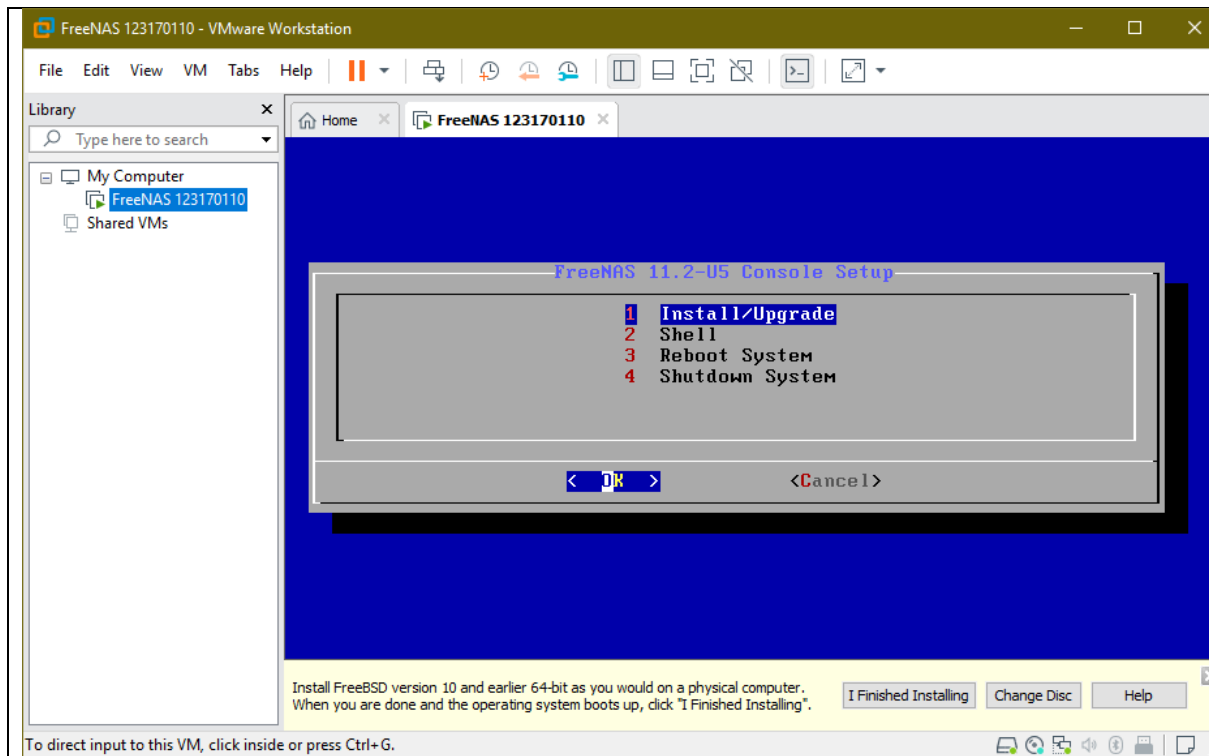 FreeNAS 123170110 - VMware Workstation
File Edit View VM Tabs Help
Library
Type here to search
My Computer
FreeNAS 123170110
Shared VMs
Home
FreeNAS 123170110
FreeNAS 11.2-U5 Console Setup
1 Install/Upgrade
2 Shell
3 Reboot System
4 Shutdown System
< OK > <Cancel>
Install FreeBSD version 10 and earlier 64-bit as you would on a physical computer.
When you are done and the operating system boots up, click "I Finished Installing".
I Finished Installing Change Disc Help
To direct input to this VM, click inside or press Ctrl+G.